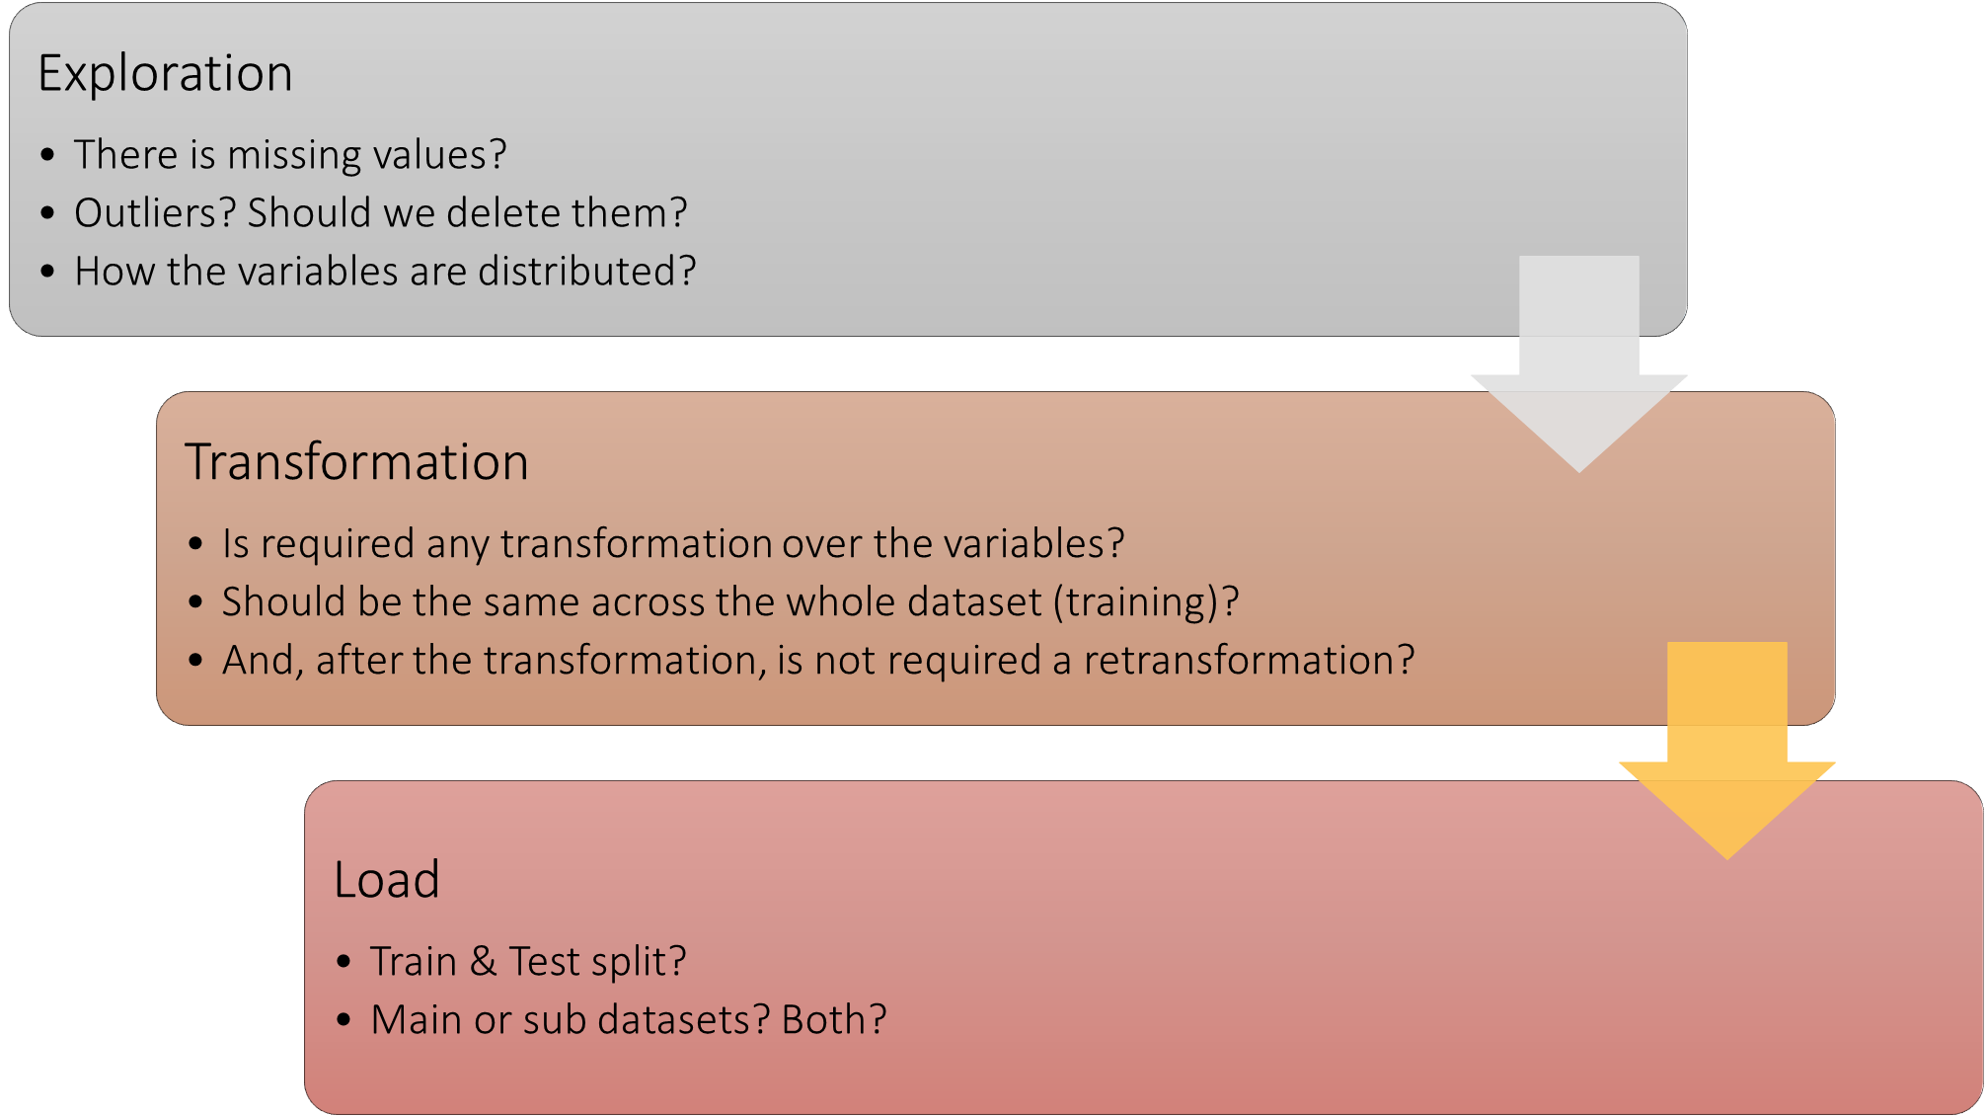 Exploration
• There is missing values?
• Outliers? Should we delete them?
• How the variables are distributed?
Transformation
• Is required any transformation over the variables?
• Should be the same across the whole dataset (training)?
• And, after the transformation, is not required a retransformation?
Load
• Train & Test split?
• Main or sub datasets? Both?